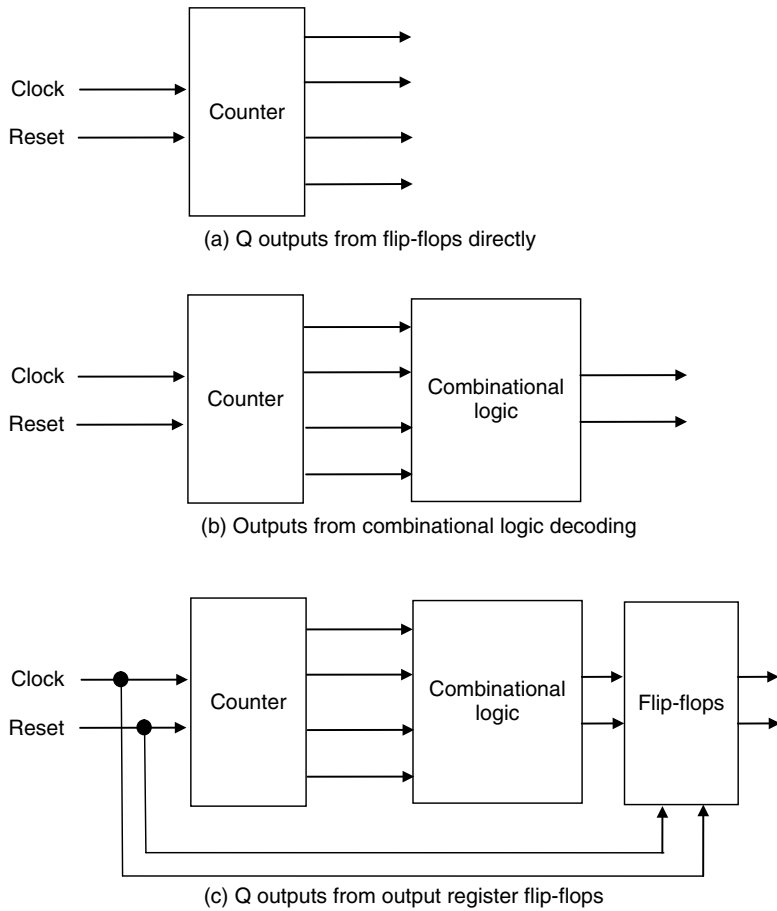 Clock
Reset
Counter
(a) Q outputs from flip-flops directly
Clock
Reset
Counter
Combinational
logic
(b) Outputs from combinational logic decoding
Clock
Reset
Counter
Combinational
logic
Flip-flops
(c) Q outputs from output register flip-flops